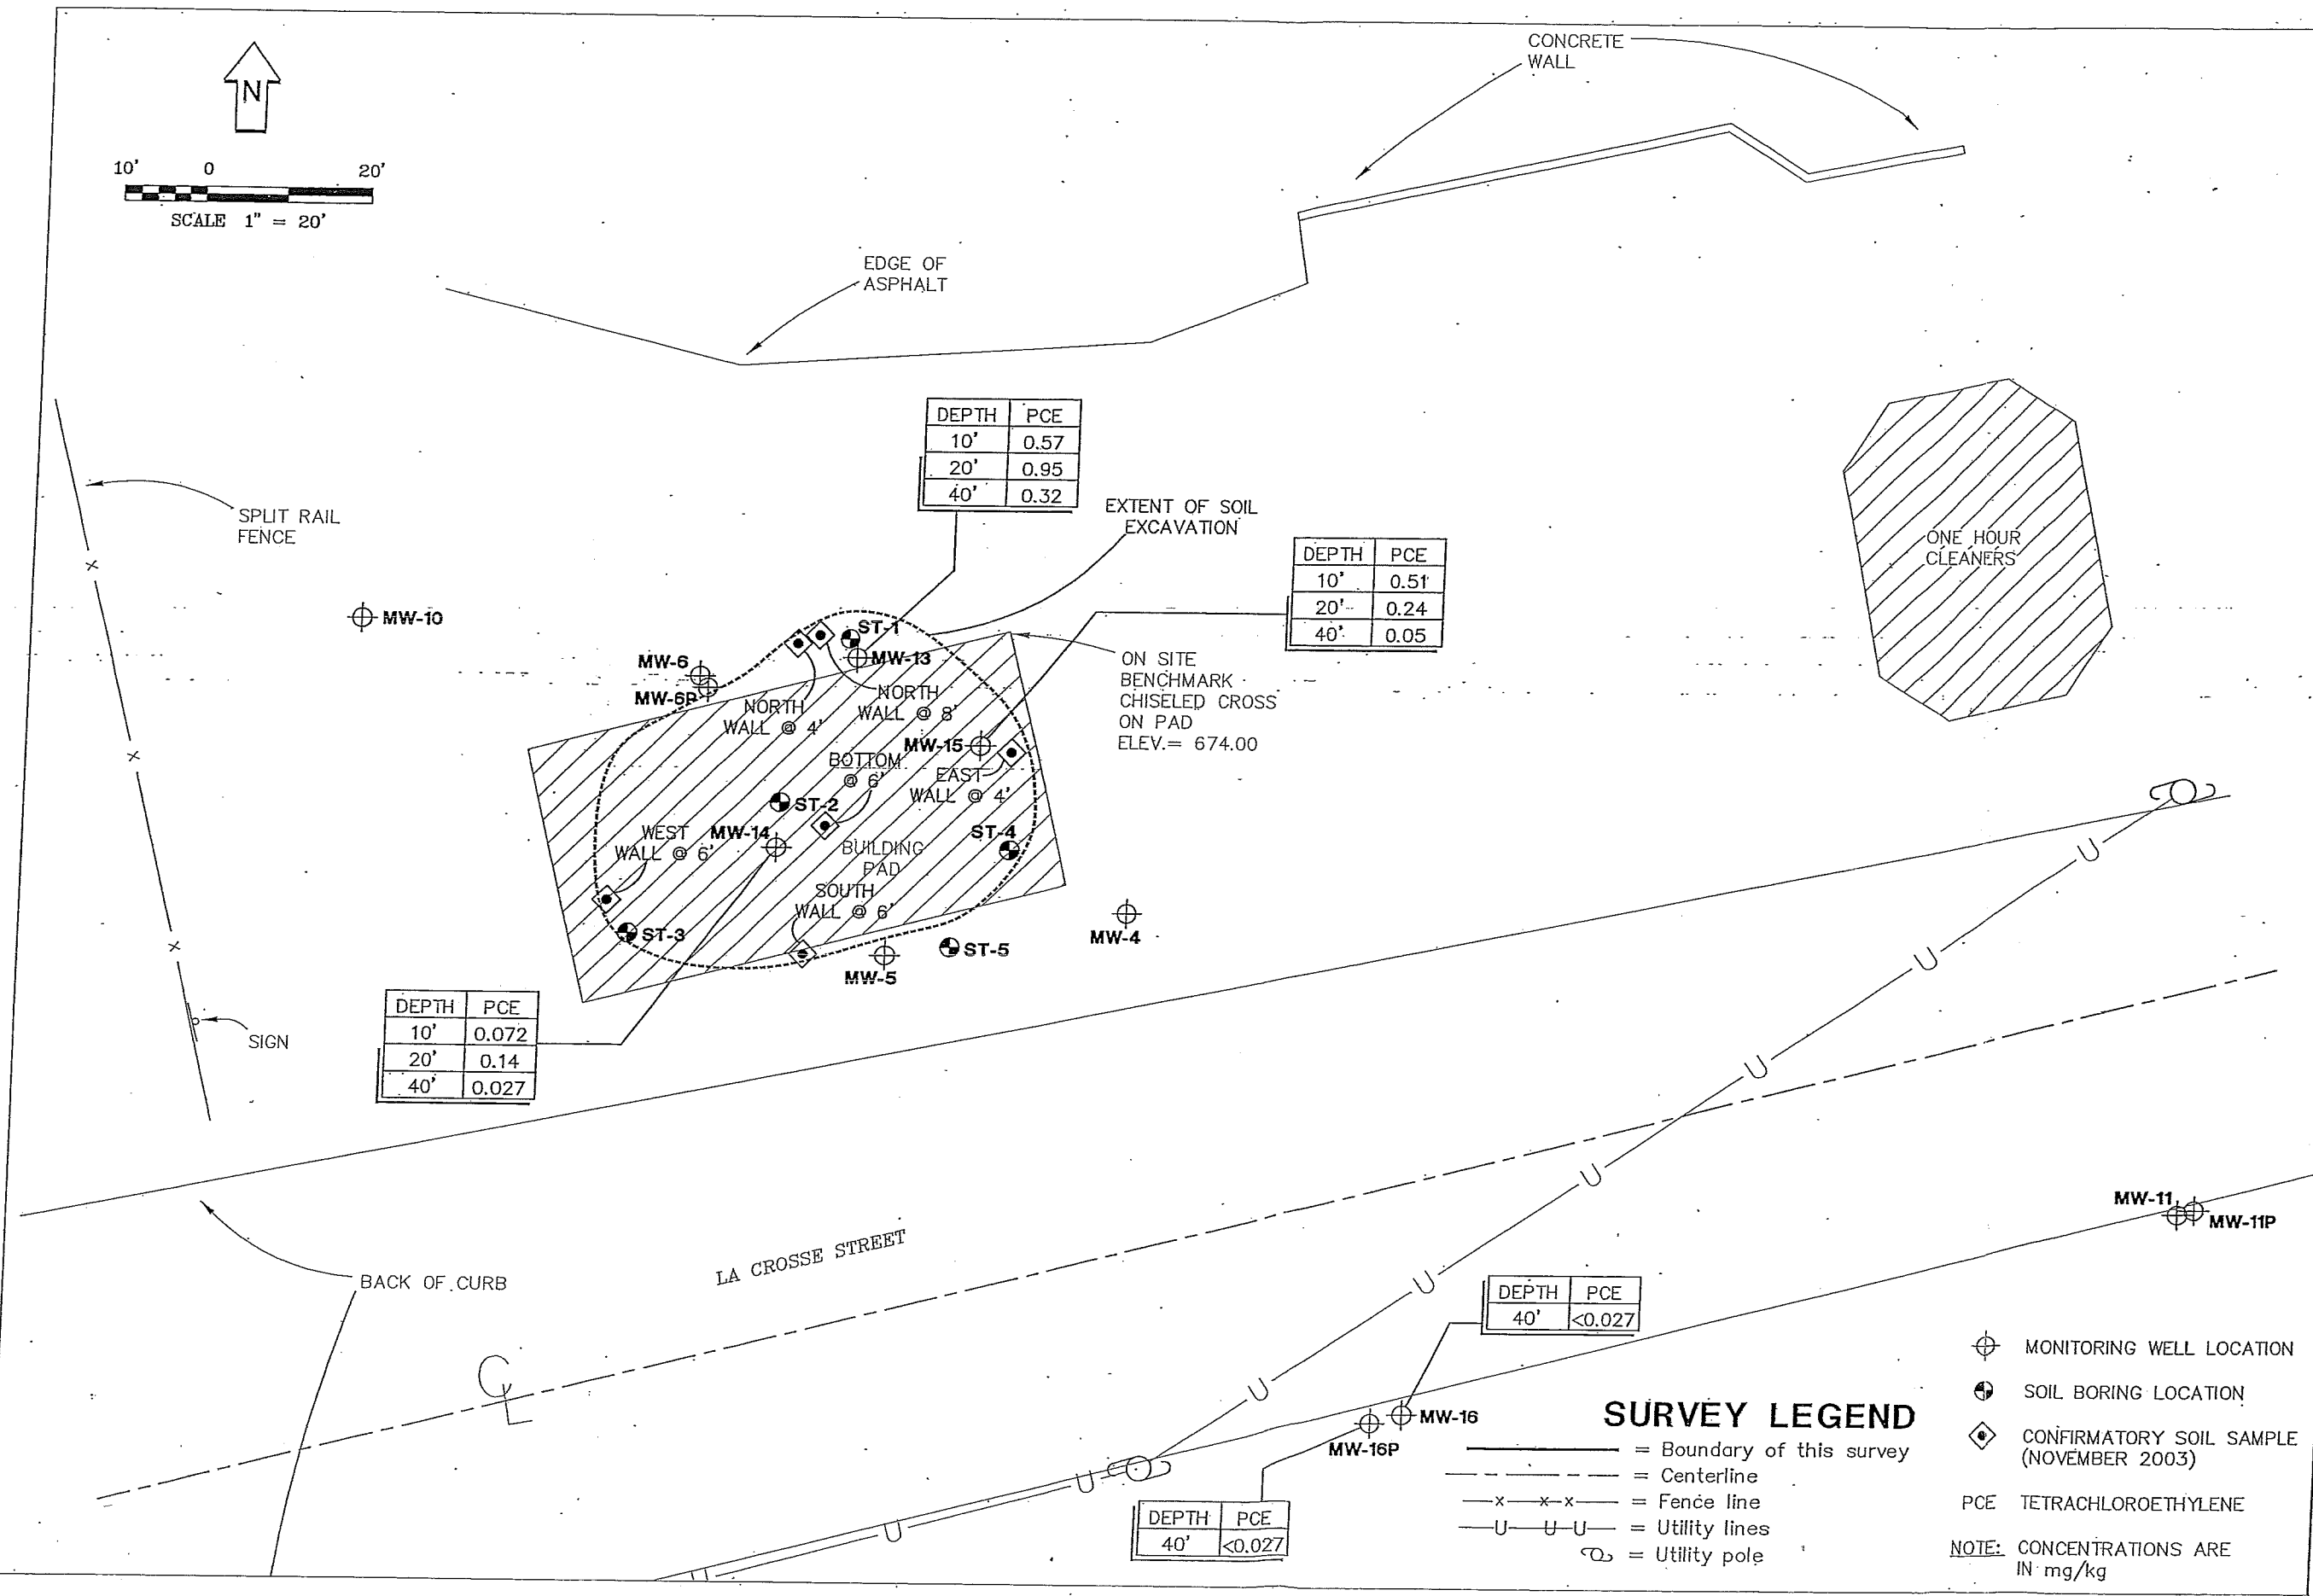 CONCRETE
WALL
N
10' 0 20'
SCALE 1" = 20'
EDGE OF
ASPHALT
DEPTH PCE
10' 0.57
20' 0.95
40' 0.32
EXTENT OF SOIL
EXCAVATION
SPLIT RAIL
FENCE
DEPTH PCE
10' 0.51
20' 0.24
40' 0.05
ONE HOUR
CLEANERS
MW-10
ST-1
MW-13
MW-6
MW-6P
ON SITE
BENCHMARK
CHISELED CROSS
ON PAD
ELEV.= 674.00
NORTH
WALL @ 4'
NORTH
WALL @ 8'
MW-15
BOTTOM
@ 6'
EAST
WALL @ 4'
ST-2
WEST
WALL @ 6'
MW-14
BUILDING
PAD
ST-4
SOUTH
WALL @ 6'
ST-3
MW-5
ST-5
MW-4
DEPTH PCE
10' 0.072
20' 0.14
40' 0.027
SIGN
U
U
U
U
U
U
U
U
U
MW-11
MW-11P
LA CROSSE STREET
BACK OF CURB
CL
DEPTH PCE
40' <0.027
MW-16
MW-16P
DEPTH PCE
40' <0.027
SURVEY LEGEND
= Boundary of this survey
= Centerline
x x x = Fence line
U U U = Utility lines
= Utility pole
MONITORING WELL LOCATION
SOIL BORING LOCATION
CONFIRMATORY SOIL SAMPLE
(NOVEMBER 2003)
PCE TETRACHLOROETHYLENE
NOTE: CONCENTRATIONS ARE
IN mg/kg